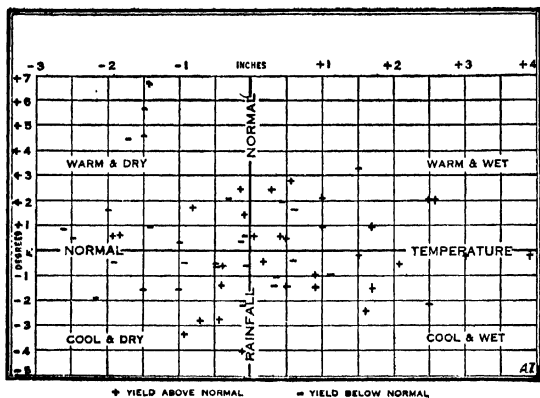 -3 -2 -1 INCHES +1 +2 +3 +4
+7
+6
+5
+4
+3
+2
+1
DEGREES F.
-1
-2
-3
-4
-5
WARM & DRY
WARM & WET
NORMAL
NORMAL
TEMPERATURE
RAINFALL
COOL & DRY
COOL & WET
A.Z
+ YIELD ABOVE NORMAL - YIELD BELOW NORMAL